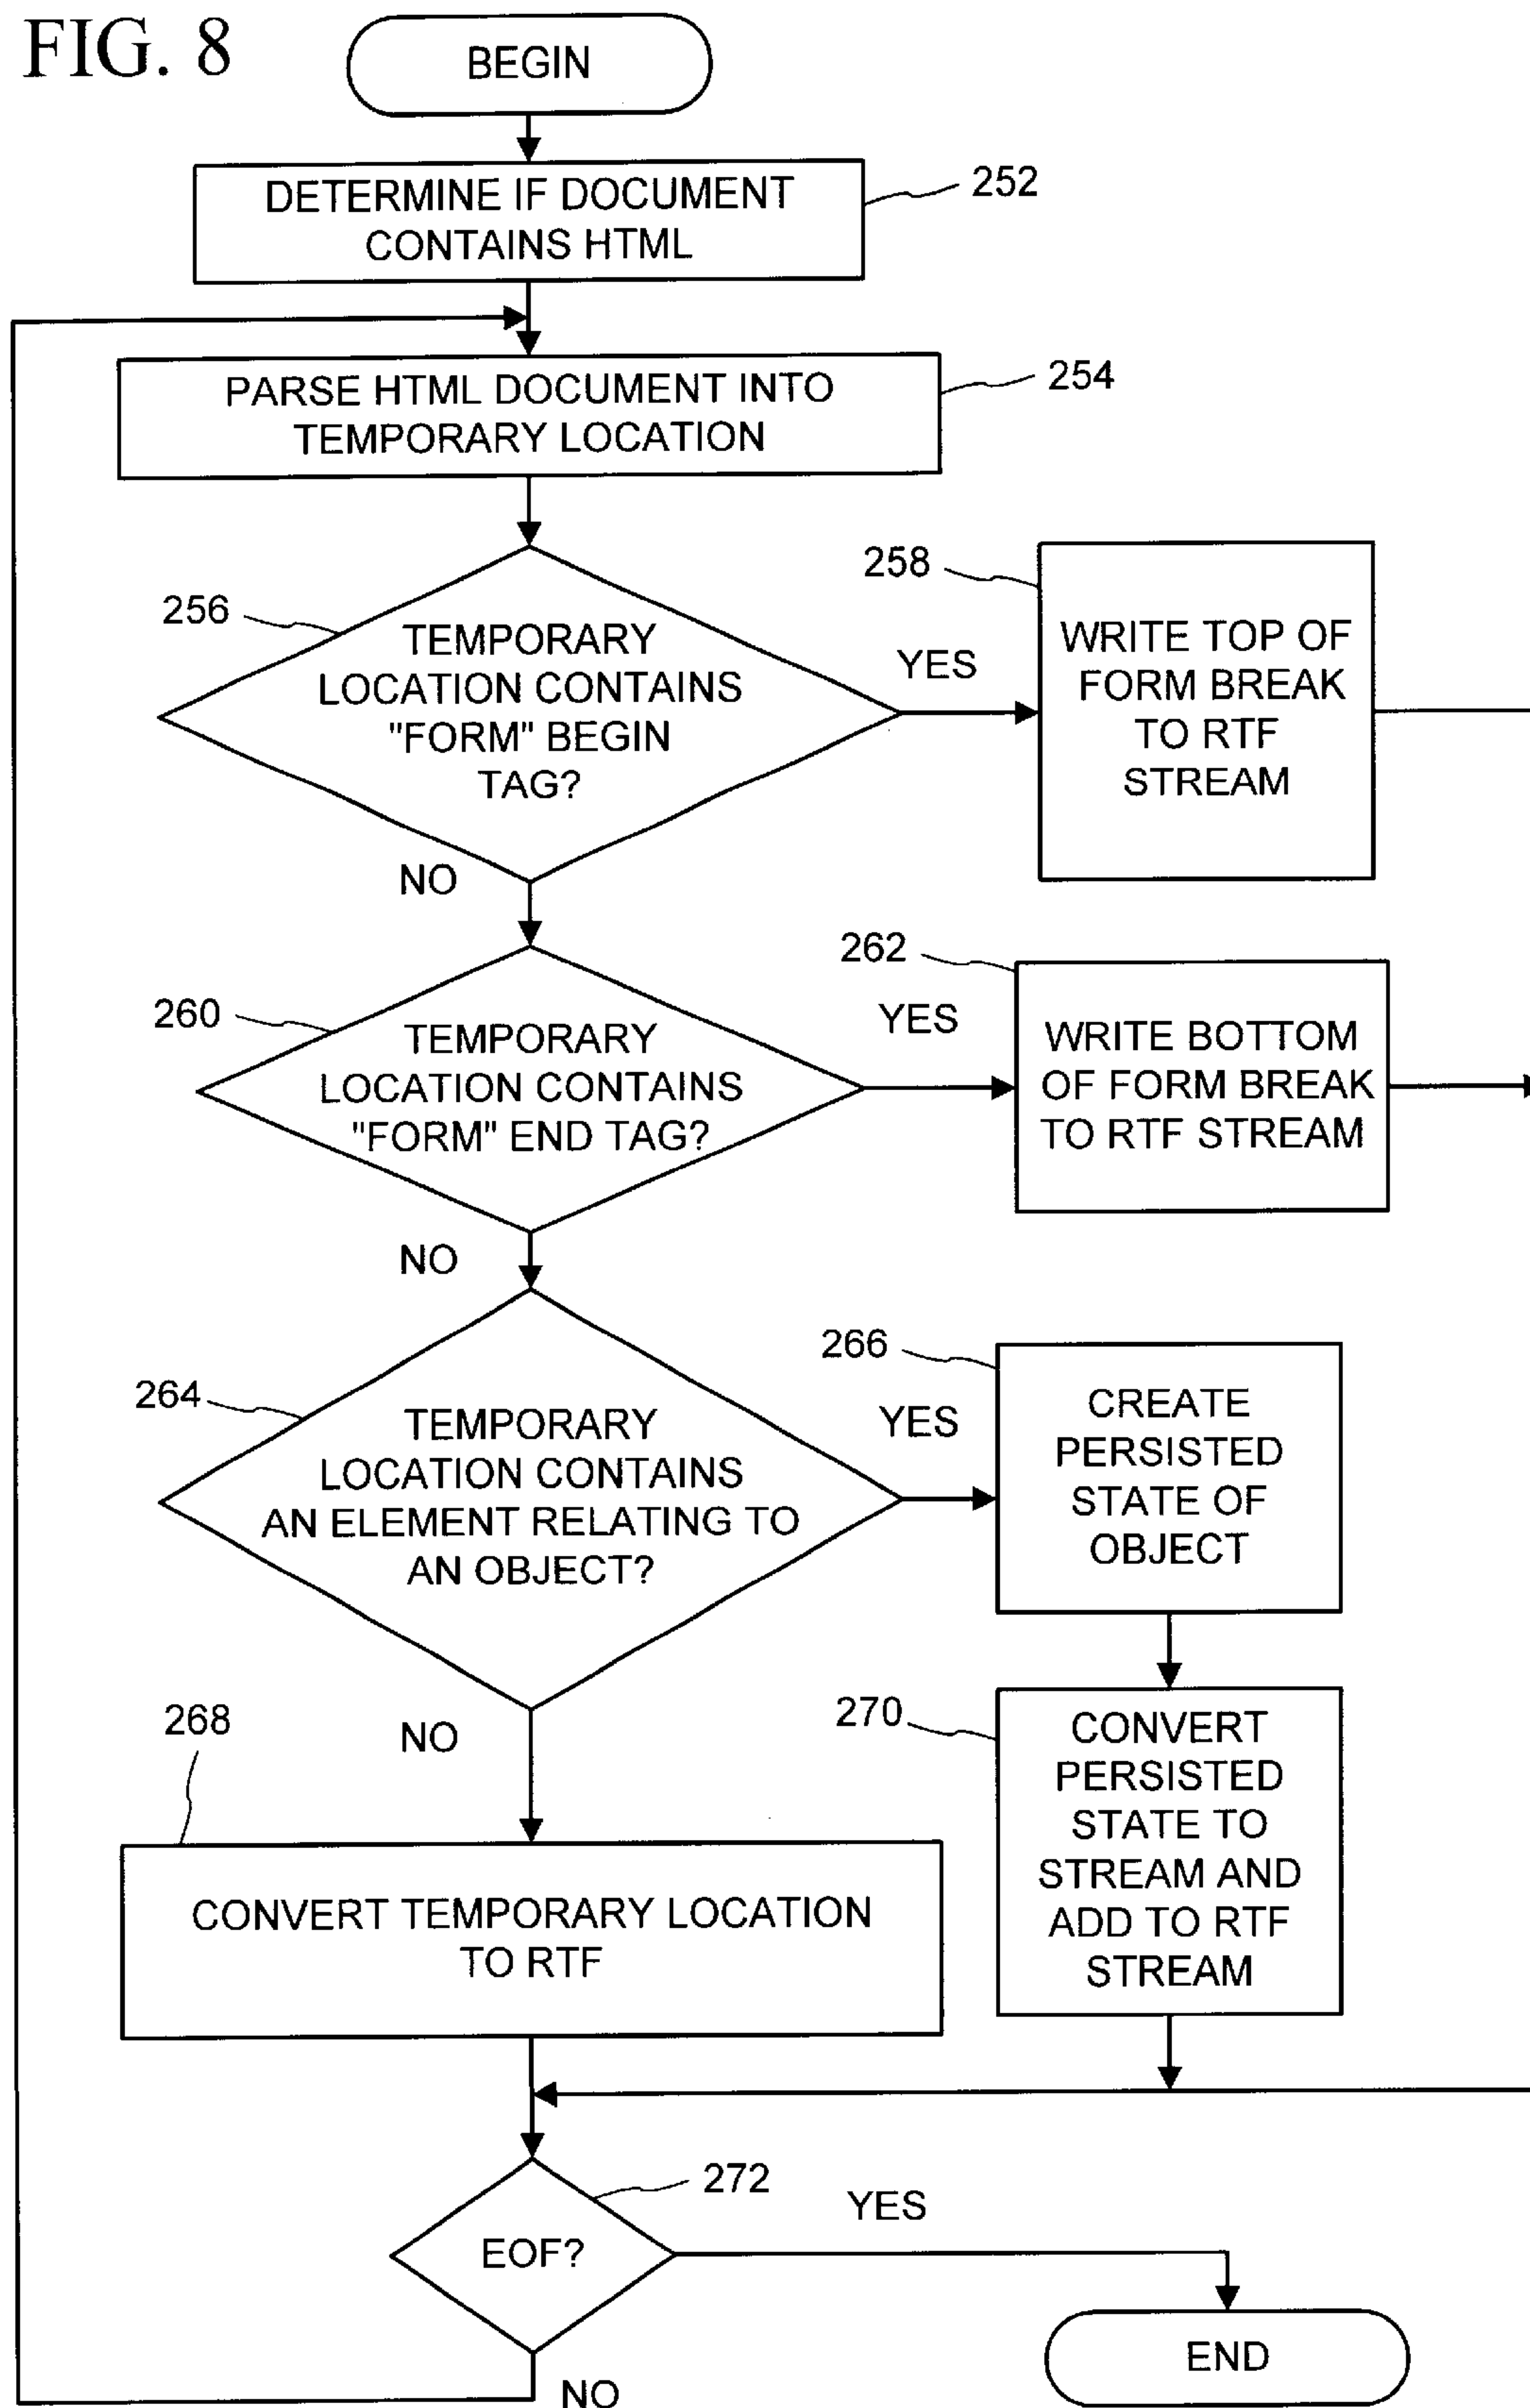 FIG. 8
BEGIN
DETERMINE IF DOCUMENT
CONTAINS HTML
252
PARSE HTML DOCUMENT INTO
TEMPORARY LOCATION
254
256
TEMPORARY
LOCATION CONTAINS
"FORM" BEGIN
TAG?
YES
258
WRITE TOP OF
FORM BREAK
TO RTF
STREAM
NO
260
TEMPORARY
LOCATION CONTAINS
"FORM" END TAG?
YES
262
WRITE BOTTOM
OF FORM BREAK
TO RTF STREAM
NO
264
TEMPORARY
LOCATION CONTAINS
AN ELEMENT RELATING TO
AN OBJECT?
YES
266
CREATE
PERSISTED
STATE OF
OBJECT
NO
268
CONVERT TEMPORARY LOCATION
TO RTF
270
CONVERT
PERSISTED
STATE TO
STREAM AND
ADD TO RTF
STREAM
272
EOF?
YES
NO
END